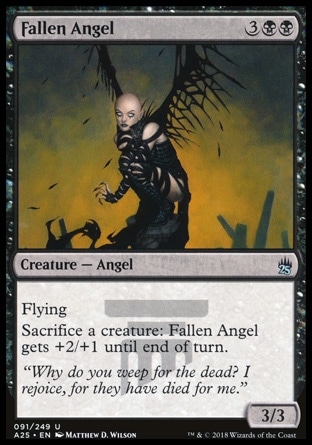 Fallen Angel 3
Creature — Angel
25
Flying
Sacrifice a creature: Fallen Angel
gets +2/+1 until end of turn.
“Why do you weep for the dead? I
rejoice, for they have died for me.”
3/3
091/249 U
A25 • EN Matthew D. Wilson ™ & © 2018 Wizards of the Coast